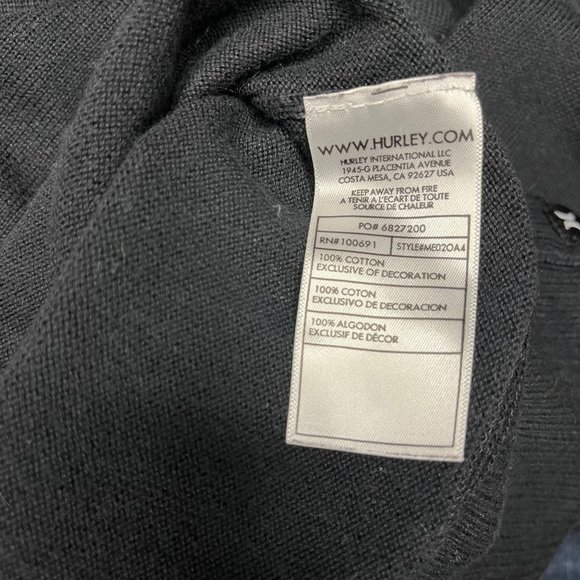 WWW.HURLEY.COM
HURLEY INTERNATIONAL LLC
1945-G PLACENTIA AVENUE
COSTA MESA, CA 92627 USA
KEEP AWAY FROM FIRE
A TENIR A L'ECART DE TOUTE
SOURCE DE CHALEUR
PO# 6827200
RN#100691 STYLE#ME02OA4
100% COTTON
EXCLUSIVE OF DECORATION
100% COTON
EXCLUSIVO DE DECORACION
100% ALGODON
EXCLUSIF DE DÉCOR